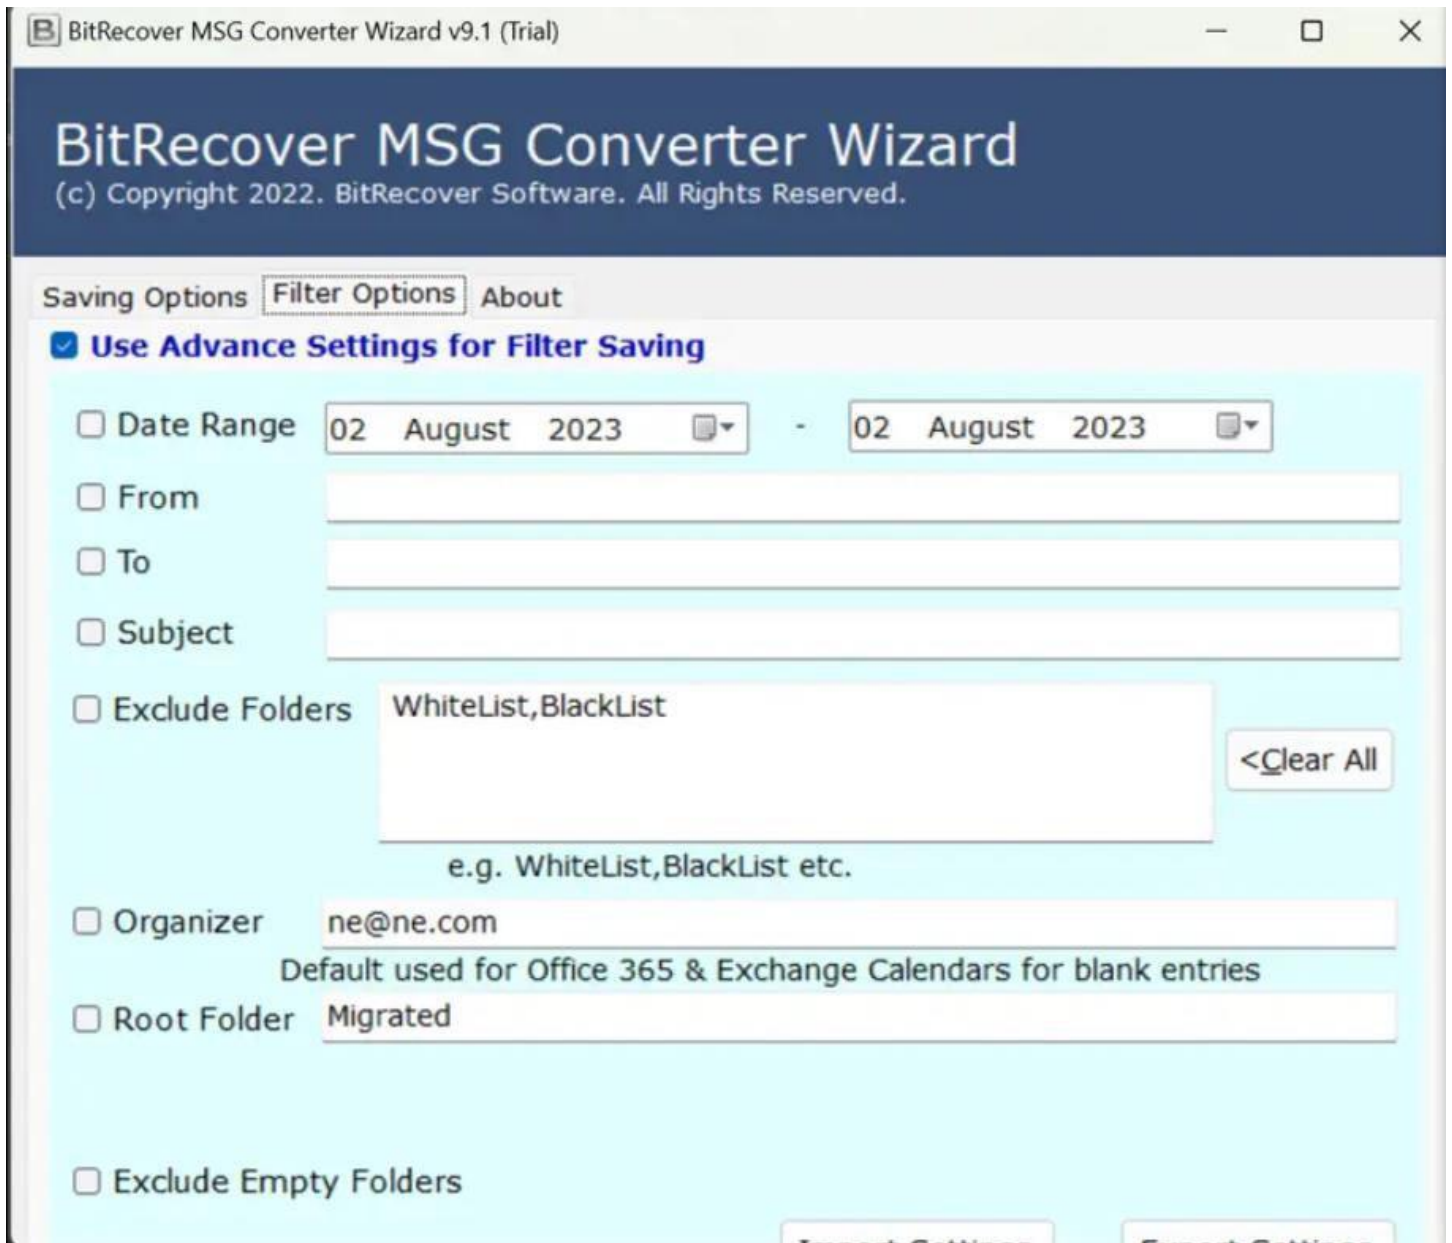 BitRecover MSG Converter Wizard v9.1 (Trial)
BitRecover MSG Converter Wizard
(c) Copyright 2022. BitRecover Software. All Rights Reserved.
Saving Options Filter Options About
Use Advance Settings for Filter Saving
Date Range 02 August 2023 - 02 August 2023
From
To
Subject
Exclude Folders WhiteList,BlackList
<Clear All
e.g. WhiteList,BlackList etc.
Organizer ne@ne.com
Default used for Office 365 & Exchange Calendars for blank entries
Root Folder Migrated
Exclude Empty Folders